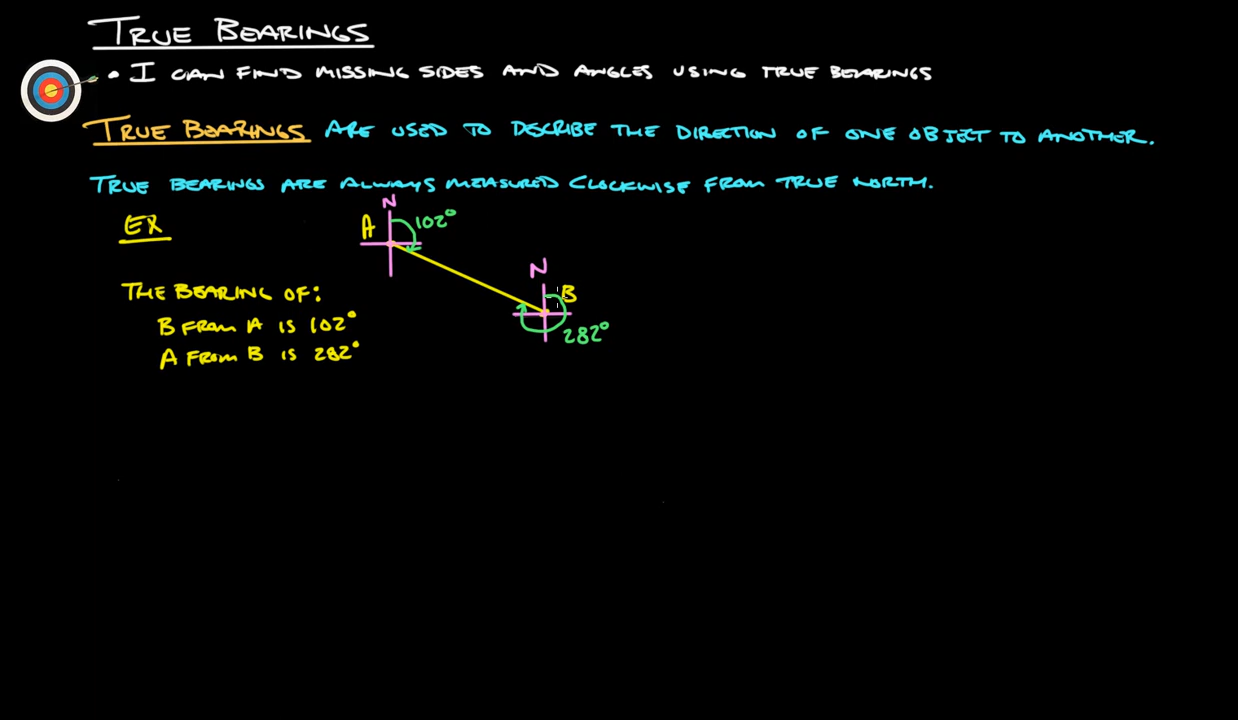 TRUE BEARINGS
• I CAN FIND MISSING SIDES AND ANGLES USING TRUE BEARINGS
TRUE BEARINGS ARE USED TO DESCRIBE THE DIRECTION OF ONE OBJECT TO ANOTHER.
TRUE BEARINGS ARE ALWAYS MEASURED CLOCKWISE FROM TRUE NORTH.
EX
N
A 102°
N
B
282°
THE BEARING OF:
B FROM A IS 102°
A FROM B IS 282°